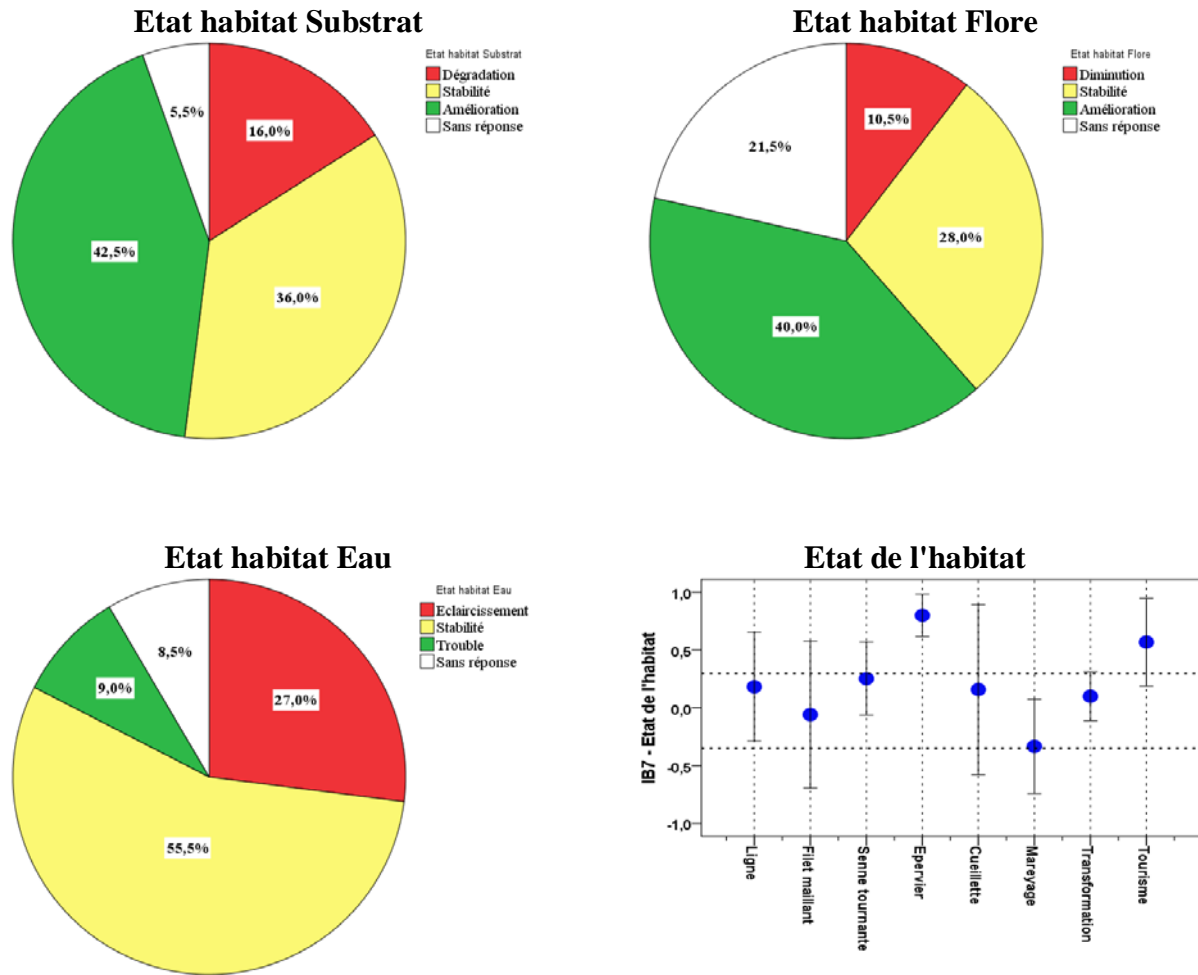 Etat habitat Substrat
Etat habitat Substrat
Dégradation
Stabilité
Amélioration
Sans réponse
5,5%
16,0%
42,5%
36,0%
Etat habitat Flore
Etat habitat Flore
Diminution
Stabilité
Amélioration
Sans réponse
10,5%
21,5%
28,0%
40,0%
Etat habitat Eau
Etat habitat Eau
Eclaircissement
Stabilité
Trouble
Sans réponse
8,5%
9,0%
27,0%
55,5%
Etat de l'habitat
IB7 - Etat de l'habitat
1,0
0,5
0,0
-0,5
-1,0
Ligne
Filet maillant
Senne tournante
Epervier
Cueillette
Mareyage
Transformation
Tourisme